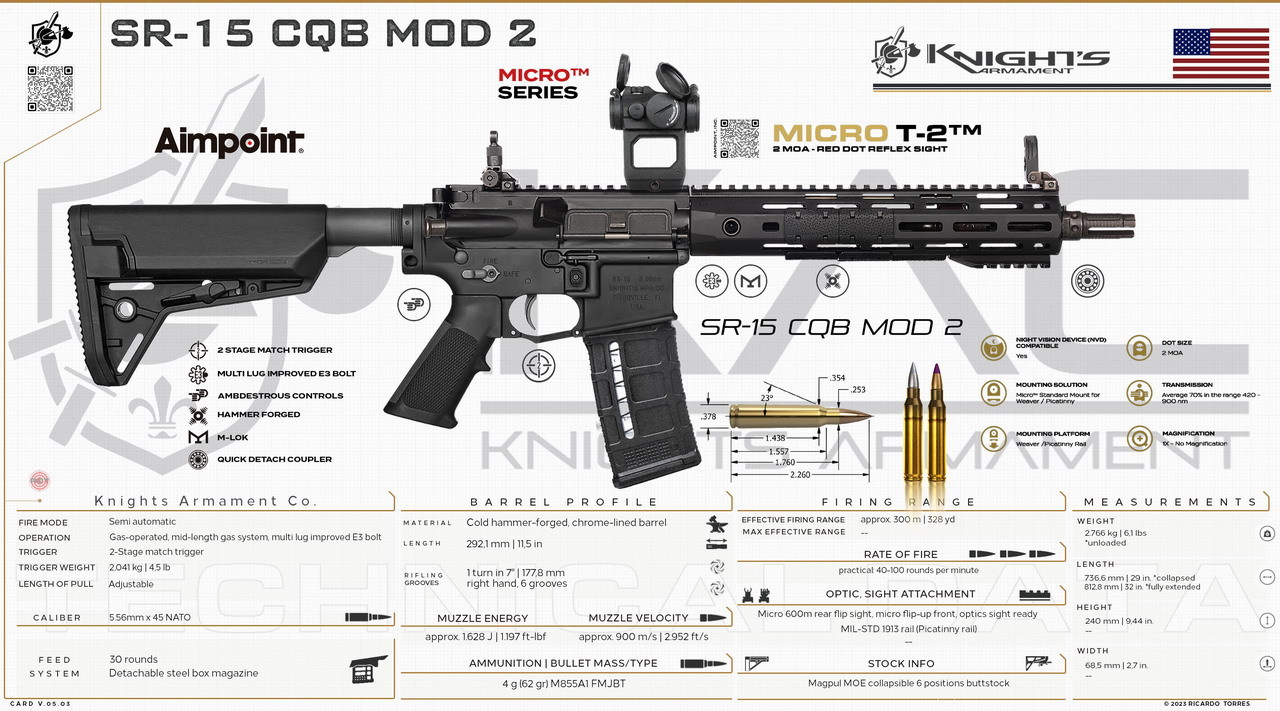 SR-15 CQB MOD 2
KNIGHT'S
ARMAMENT
MICRO™
SERIES
Aimpoint®
AIMPOINT, INC.
MICRO T-2™
2 MOA - RED DOT REFLEX SIGHT
KAC
KNIGHTS ARMAMENT
FIRE
SAFE
SR-15 CQB MOD 2
2 STAGE MATCH TRIGGER
MULTI LUG IMPROVED E3 BOLT
AMBDESTROUS CONTROLS
HAMMER FORGED
M-LOK
QUICK DETACH COUPLER
.354
.253
23°
.378
1.438
1.557
1.760
2.260
NIGHT VISION DEVICE (NVD)
COMPATIBLE
Yes
DOT SIZE
2 MOA
MOUNTING SOLUTION
Micro™ Standard Mount for
Weaver / Picatinny
TRANSMISSION
Average 70% in the range 420 -
900 nm
MOUNTING PLATFORM
Weaver /Picatinny Rail
MAGNIFICATION
1X - No Magnification
TECHNICAL DATA
Knights Armament Co.
FIRE MODE Semi automatic
OPERATION Gas-operated, mid-length gas system, multi lug improved E3 bolt
TRIGGER 2-Stage match trigger
TRIGGER WEIGHT 2.041 kg | 4.5 lb
LENGTH OF PULL Adjustable
CALIBER 5.56mm x 45 NATO
FEED
SYSTEM
30 rounds
Detachable steel box magazine
BARREL PROFILE
MATERIAL Cold hammer-forged, chrome-lined barrel
LENGTH 292,1 mm | 11,5 in
RIFLING
GROOVES
1 turn in 7" | 177,8 mm
right hand, 6 grooves
MUZZLE ENERGY MUZZLE VELOCITY
approx. 1.628 J | 1.197 ft-lbf approx. 900 m/s | 2.952 ft/s
AMMUNITION | BULLET MASS/TYPE
4 g (62 gr) M855A1 FMJBT
FIRING RANGE
EFFECTIVE FIRING RANGE approx. 300 m | 328 yd
MAX EFFECTIVE RANGE --
RATE OF FIRE
practical 40-100 rounds per minute
OPTIC, SIGHT ATTACHMENT
Micro 600m rear flip sight, micro flip-up front, optics sight ready
MIL-STD 1913 rail (Picatinny rail)
--
STOCK INFO
Magpul MOE collapsible 6 positions buttstock
MEASUREMENTS
WEIGHT
2.766 kg | 6.1 lbs
*unloaded
LENGTH
736,6 mm | 29 in. *collapsed
812,8 mm | 32 in. *fully extended
HEIGHT
240 mm | 9.44 in.
--
WIDTH
68,5 mm | 2,7 in.
--
CARD V.05.03
© 2023 RICARDO TORRES